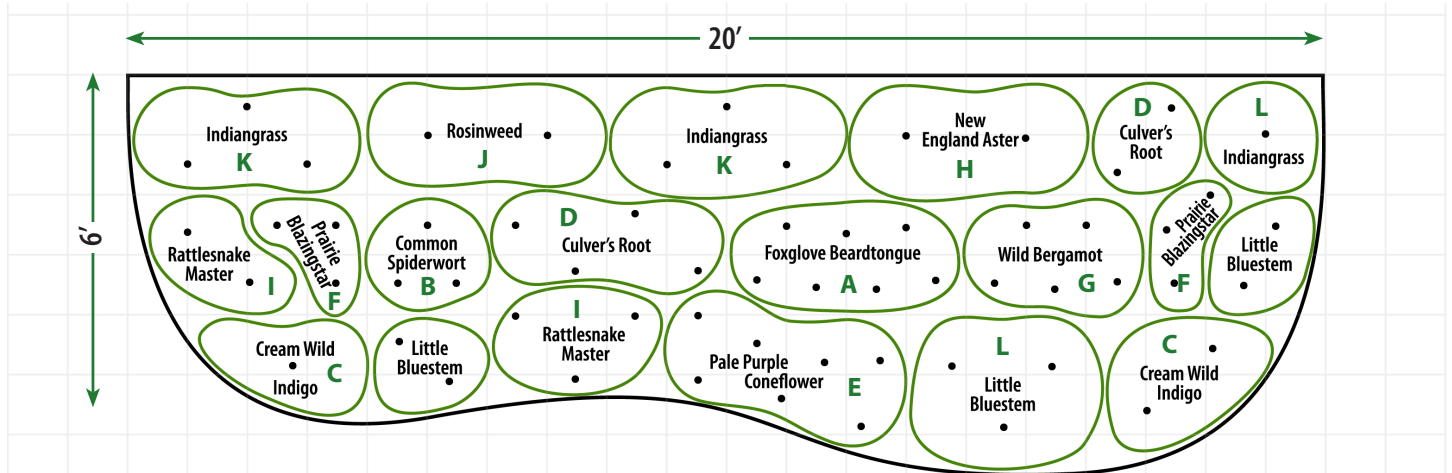 20′
6′
Indiangrass
K
Rosinweed
J
Indiangrass
K
New
England Aster
H
D
Culver's
Root
L
Indiangrass
Rattlesnake
Master
I
Prairie
Blazingstar
F
Common
Spiderwort
B
D
Culver's Root
Foxglove Beardtongue
A
Wild Bergamot
G
Prairie
Blazingstar
F
Little
Bluestem
Cream Wild
Indigo
C
Little
Bluestem
I
Rattlesnake
Master
Pale Purple
Coneflower
E
L
Little
Bluestem
C
Cream Wild
Indigo